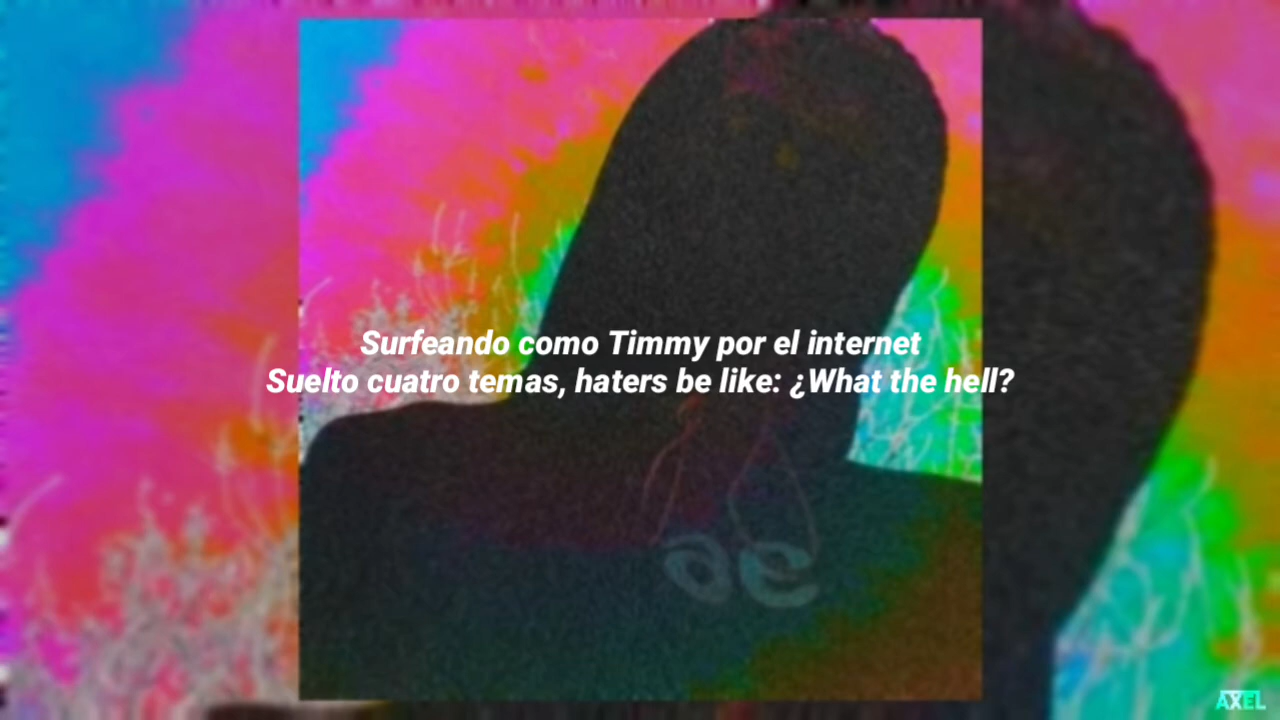 Surfeando como Timmy por el internet
Suelto cuatro temas, haters be like: ¿What the hell?
AXEL